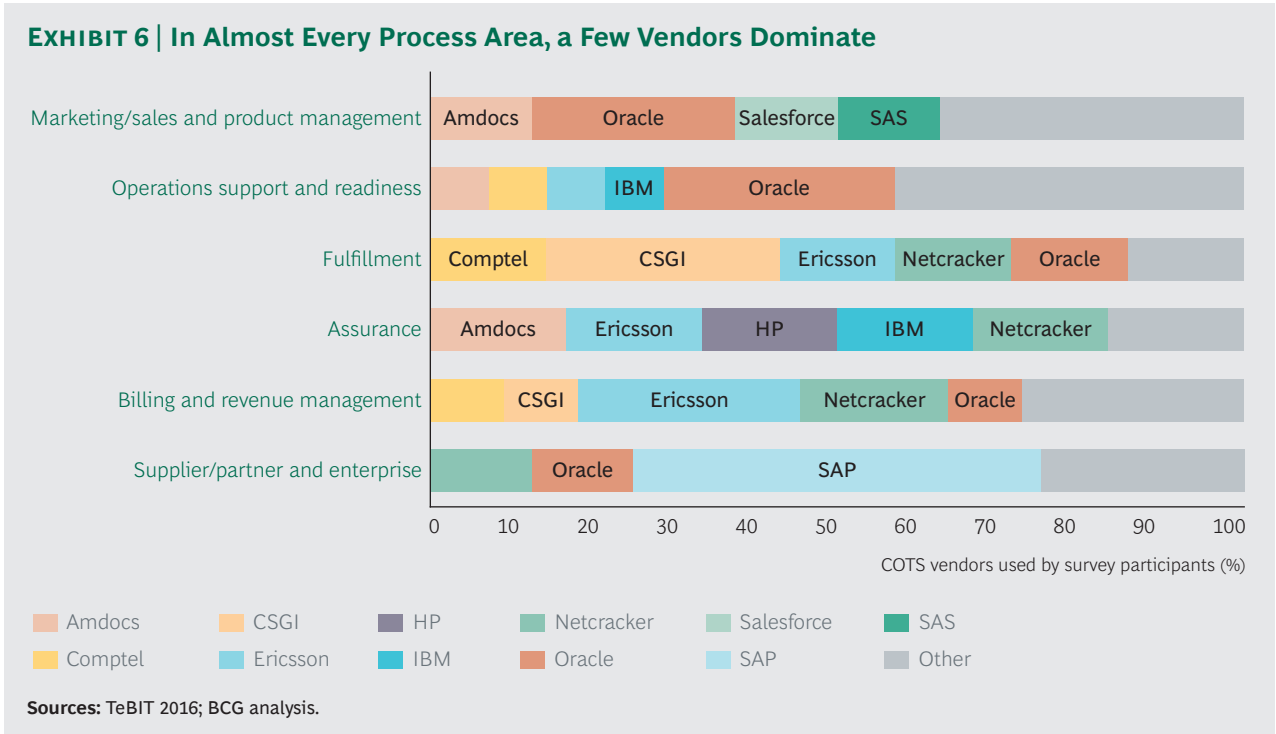 EXHIBIT 6 | In Almost Every Process Area, a Few Vendors Dominate
Marketing/sales and product management Amdocs Oracle Salesforce SAS
Operations support and readiness IBM Oracle
Fulfillment Comptel CSGI Ericsson Netcracker Oracle
Assurance Amdocs Ericsson HP IBM Netcracker
Billing and revenue management CSGI Ericsson Netcracker Oracle
Supplier/partner and enterprise Oracle SAP
0 10 20 30 40 50 60 70 80 90 100
COTS vendors used by survey participants (%)
Amdocs CSGI HP Netcracker Salesforce SAS
Comptel Ericsson IBM Oracle SAP Other
Sources: TeBIT 2016; BCG analysis.